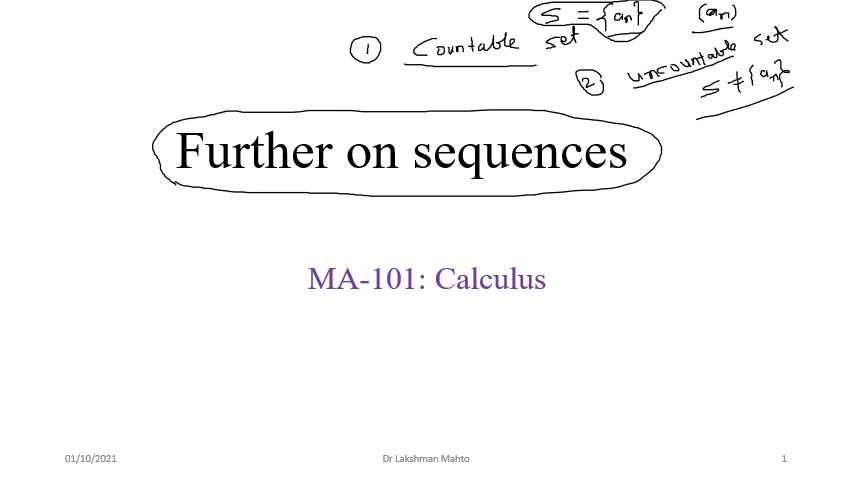 S = {aₙ} (aₙ)
① Countable set
② uncountable set
S ≠ {aₙ}
Further on sequences
MA-101: Calculus
01/10/2021 Dr Lakshman Mahto 1